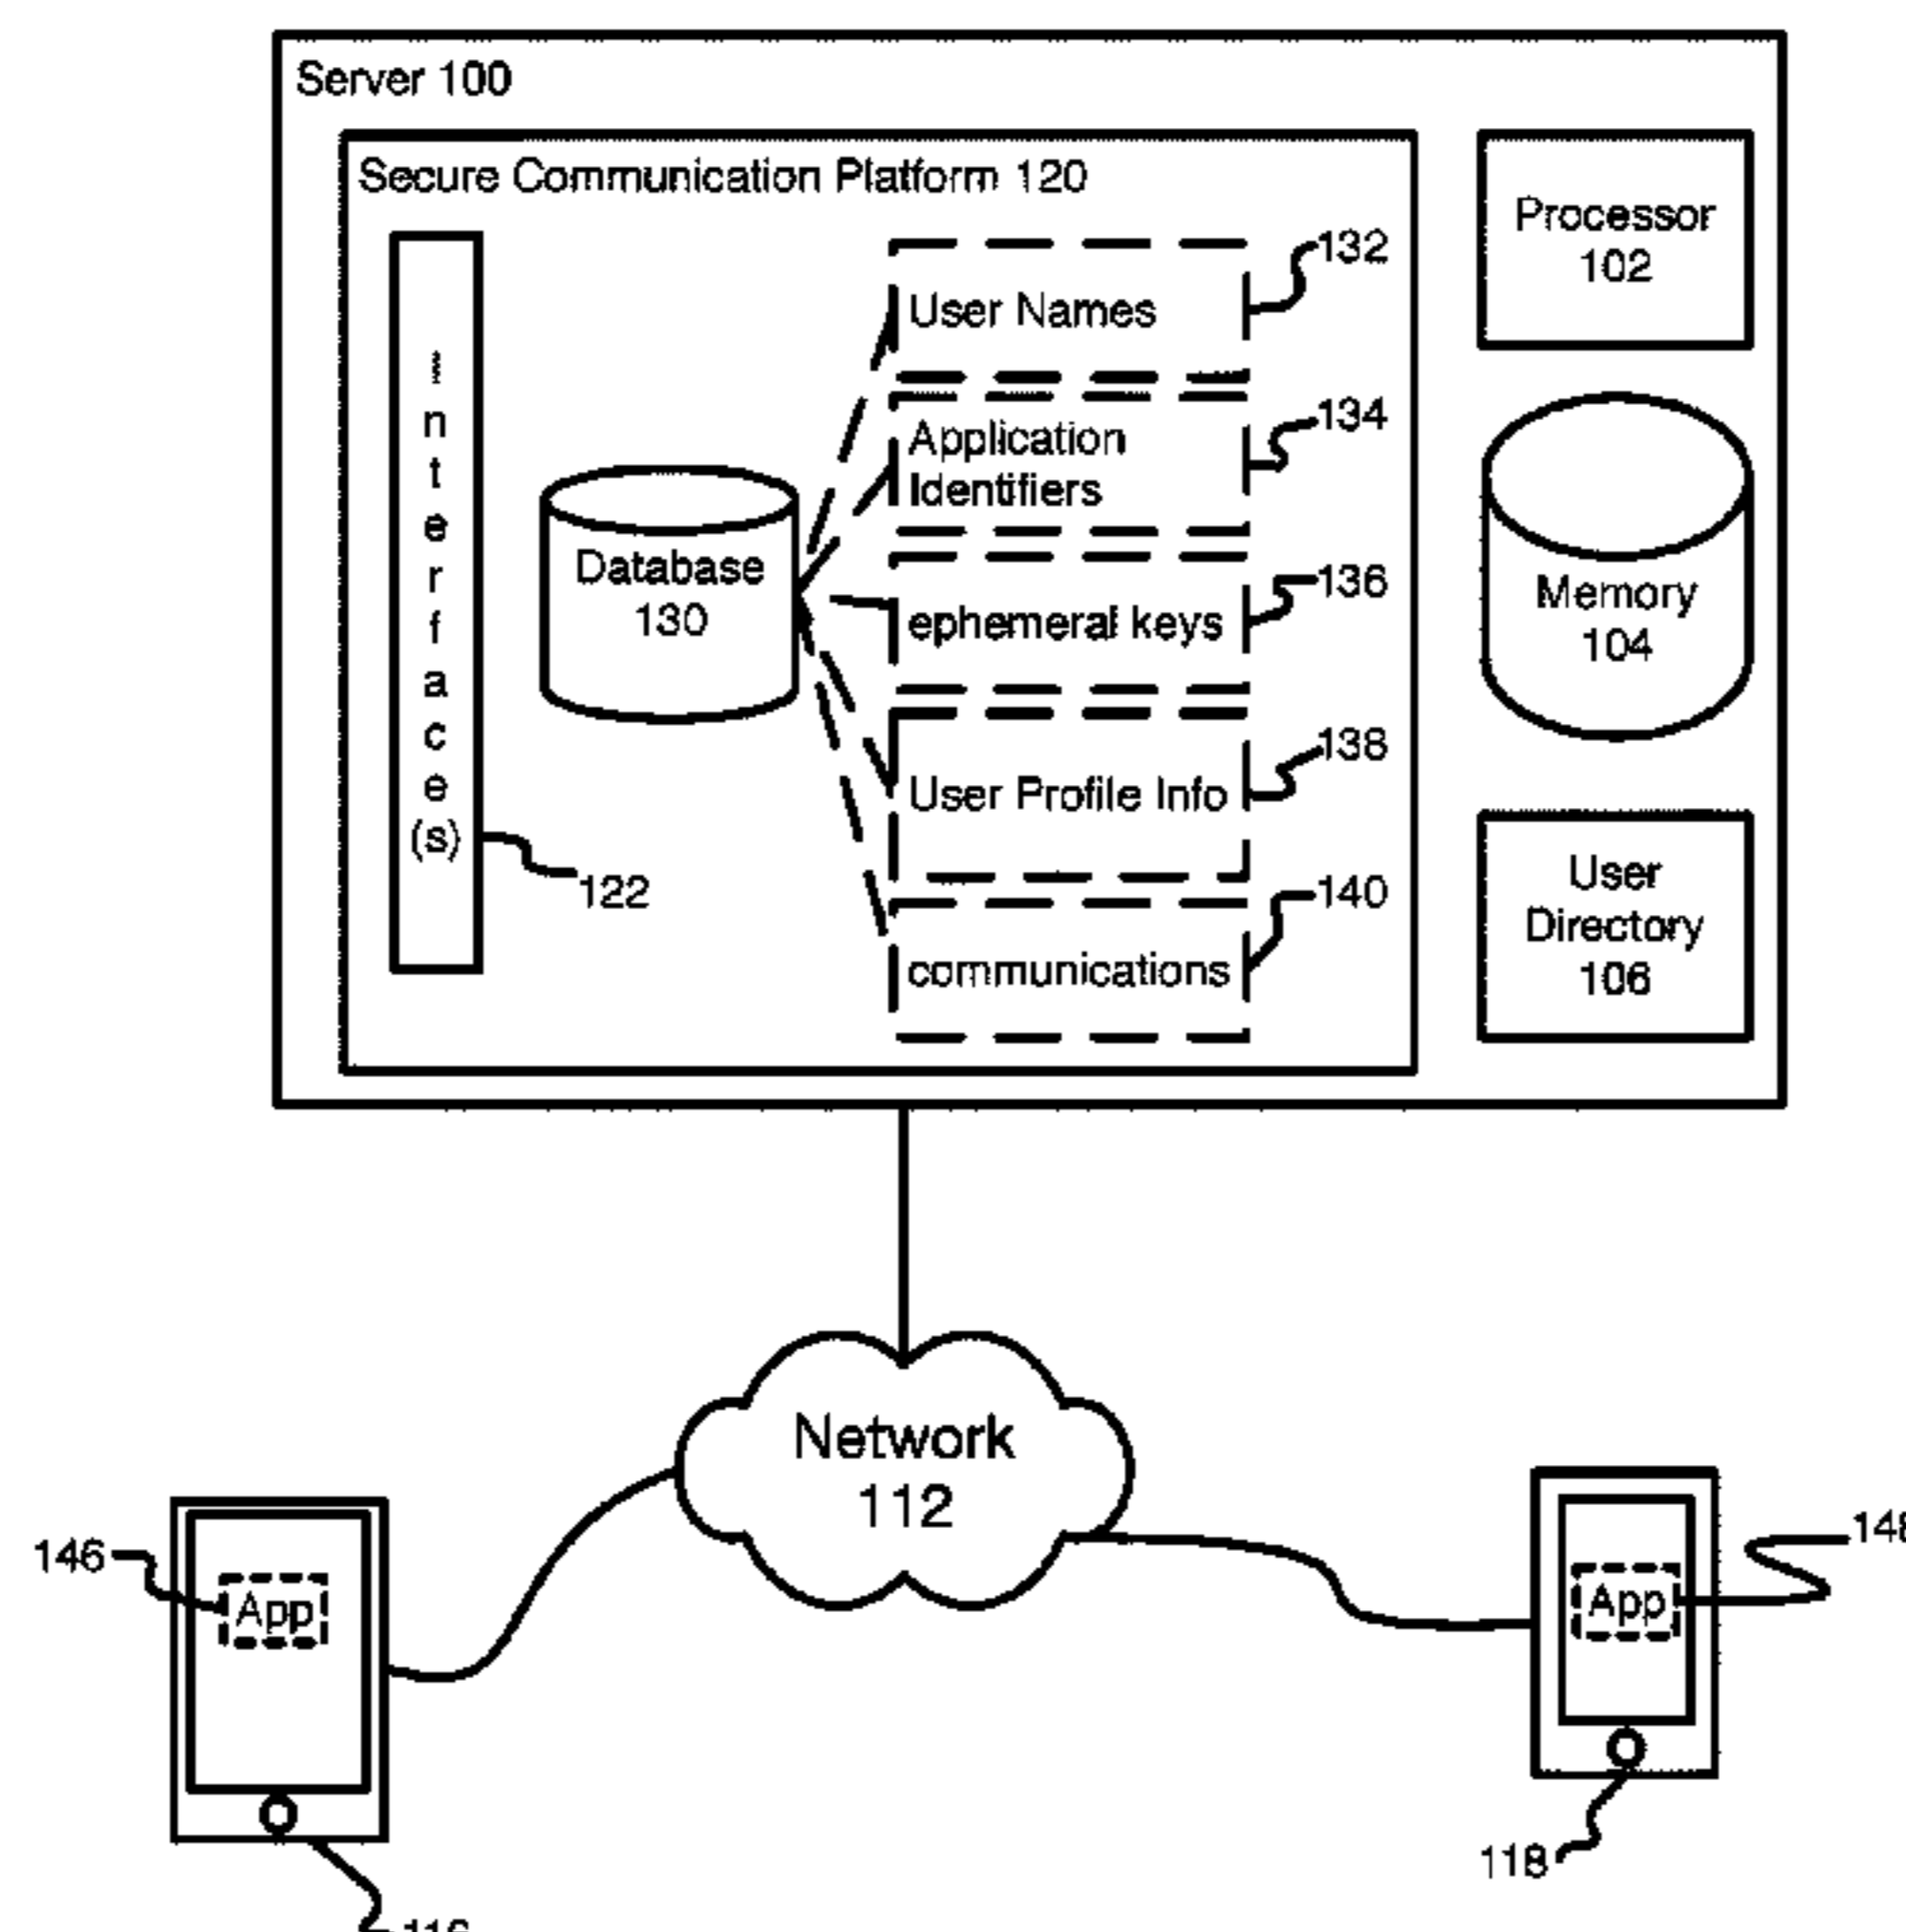 Server 100
Secure Communication Platform 120
Processor
102
Interface(s)
122
Database
130
User Names
132
Application
Identifiers
134
ephemeral keys
136
User Profile Info
138
communications
140
Memory
104
User
Directory
106
Network
112
146
App
116
App
148
118